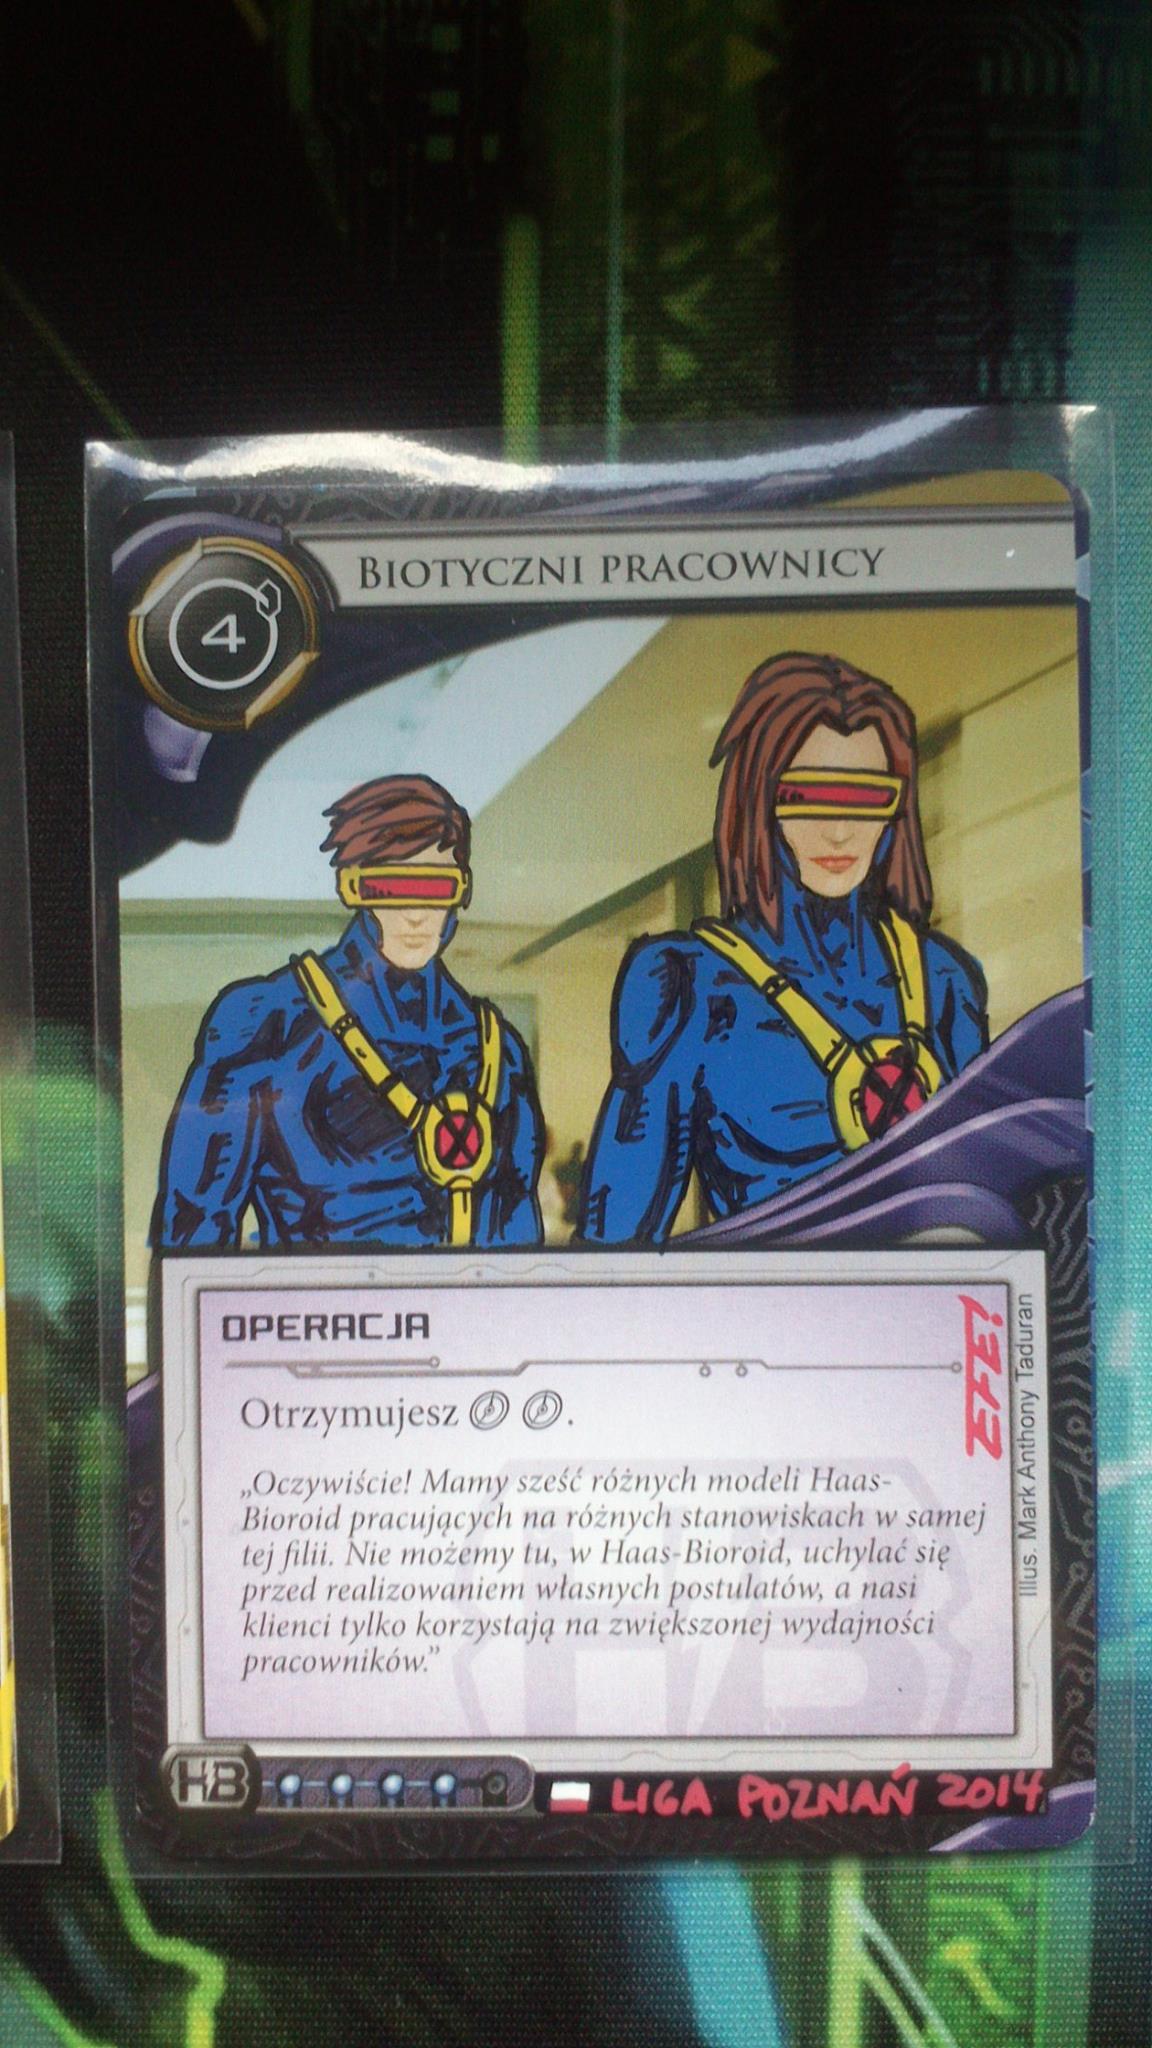 4
BIOTYCZNI PRACOWNICY
OPERACJA
Otrzymujesz .
„Oczywiście! Mamy sześć różnych modeli Haas-
Bioroid pracujących na różnych stanowiskach w samej
tej filii. Nie możemy tu, w Haas-Bioroid, uchylać się
przed realizowaniem własnych postulatów, a nasi
klienci tylko korzystają na zwiększonej wydajności
pracowników.”
EFE!
Illus. Mark Anthony Taduran
HB
LIGA POZNAŃ 2014